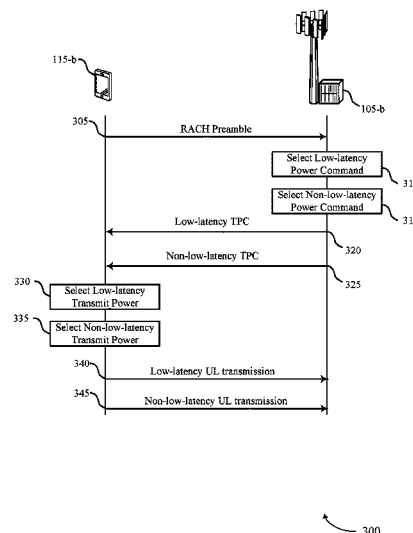 115-b
105-b
305
RACH Preamble
Select Low-latency
Power Command
31
Select Non-low-latency
Power Command
31
Low-latency TPC
320
Non-low-latency TPC
325
330
Select Low-latency
Transmit Power
335
Select Non-low-latency
Transmit Power
340
Low-latency UL transmission
345
Non-low-latency UL transmission
300